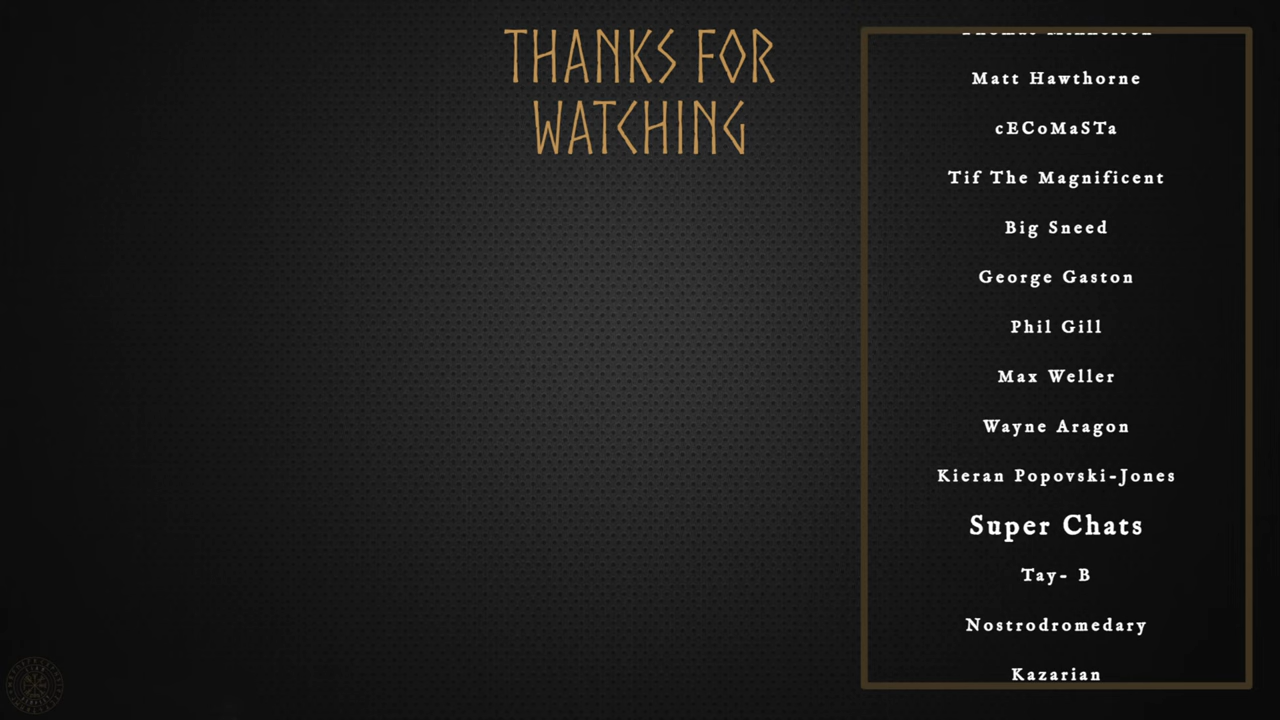 THANKS FOR
WATCHING
Matt Hawthorne
cECoMaSTa
Tif The Magnificent
Big Sneed
George Gaston
Phil Gill
Max Weller
Wayne Aragon
Kieran Popovski-Jones
Super Chats
Tay- B
Nostrodromedary
Kazarian